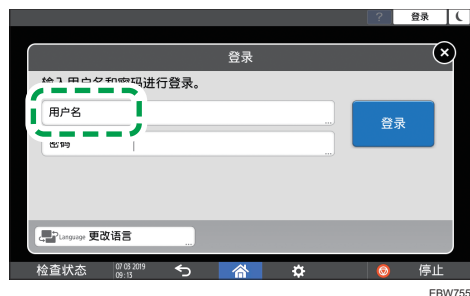 ? 登录
登录
输入用户名和密码进行登录。
用户名
...
登录
密码
...
Language 更改语言
...
检查状态 07 03 2019
09 : 13
停止
EBW755